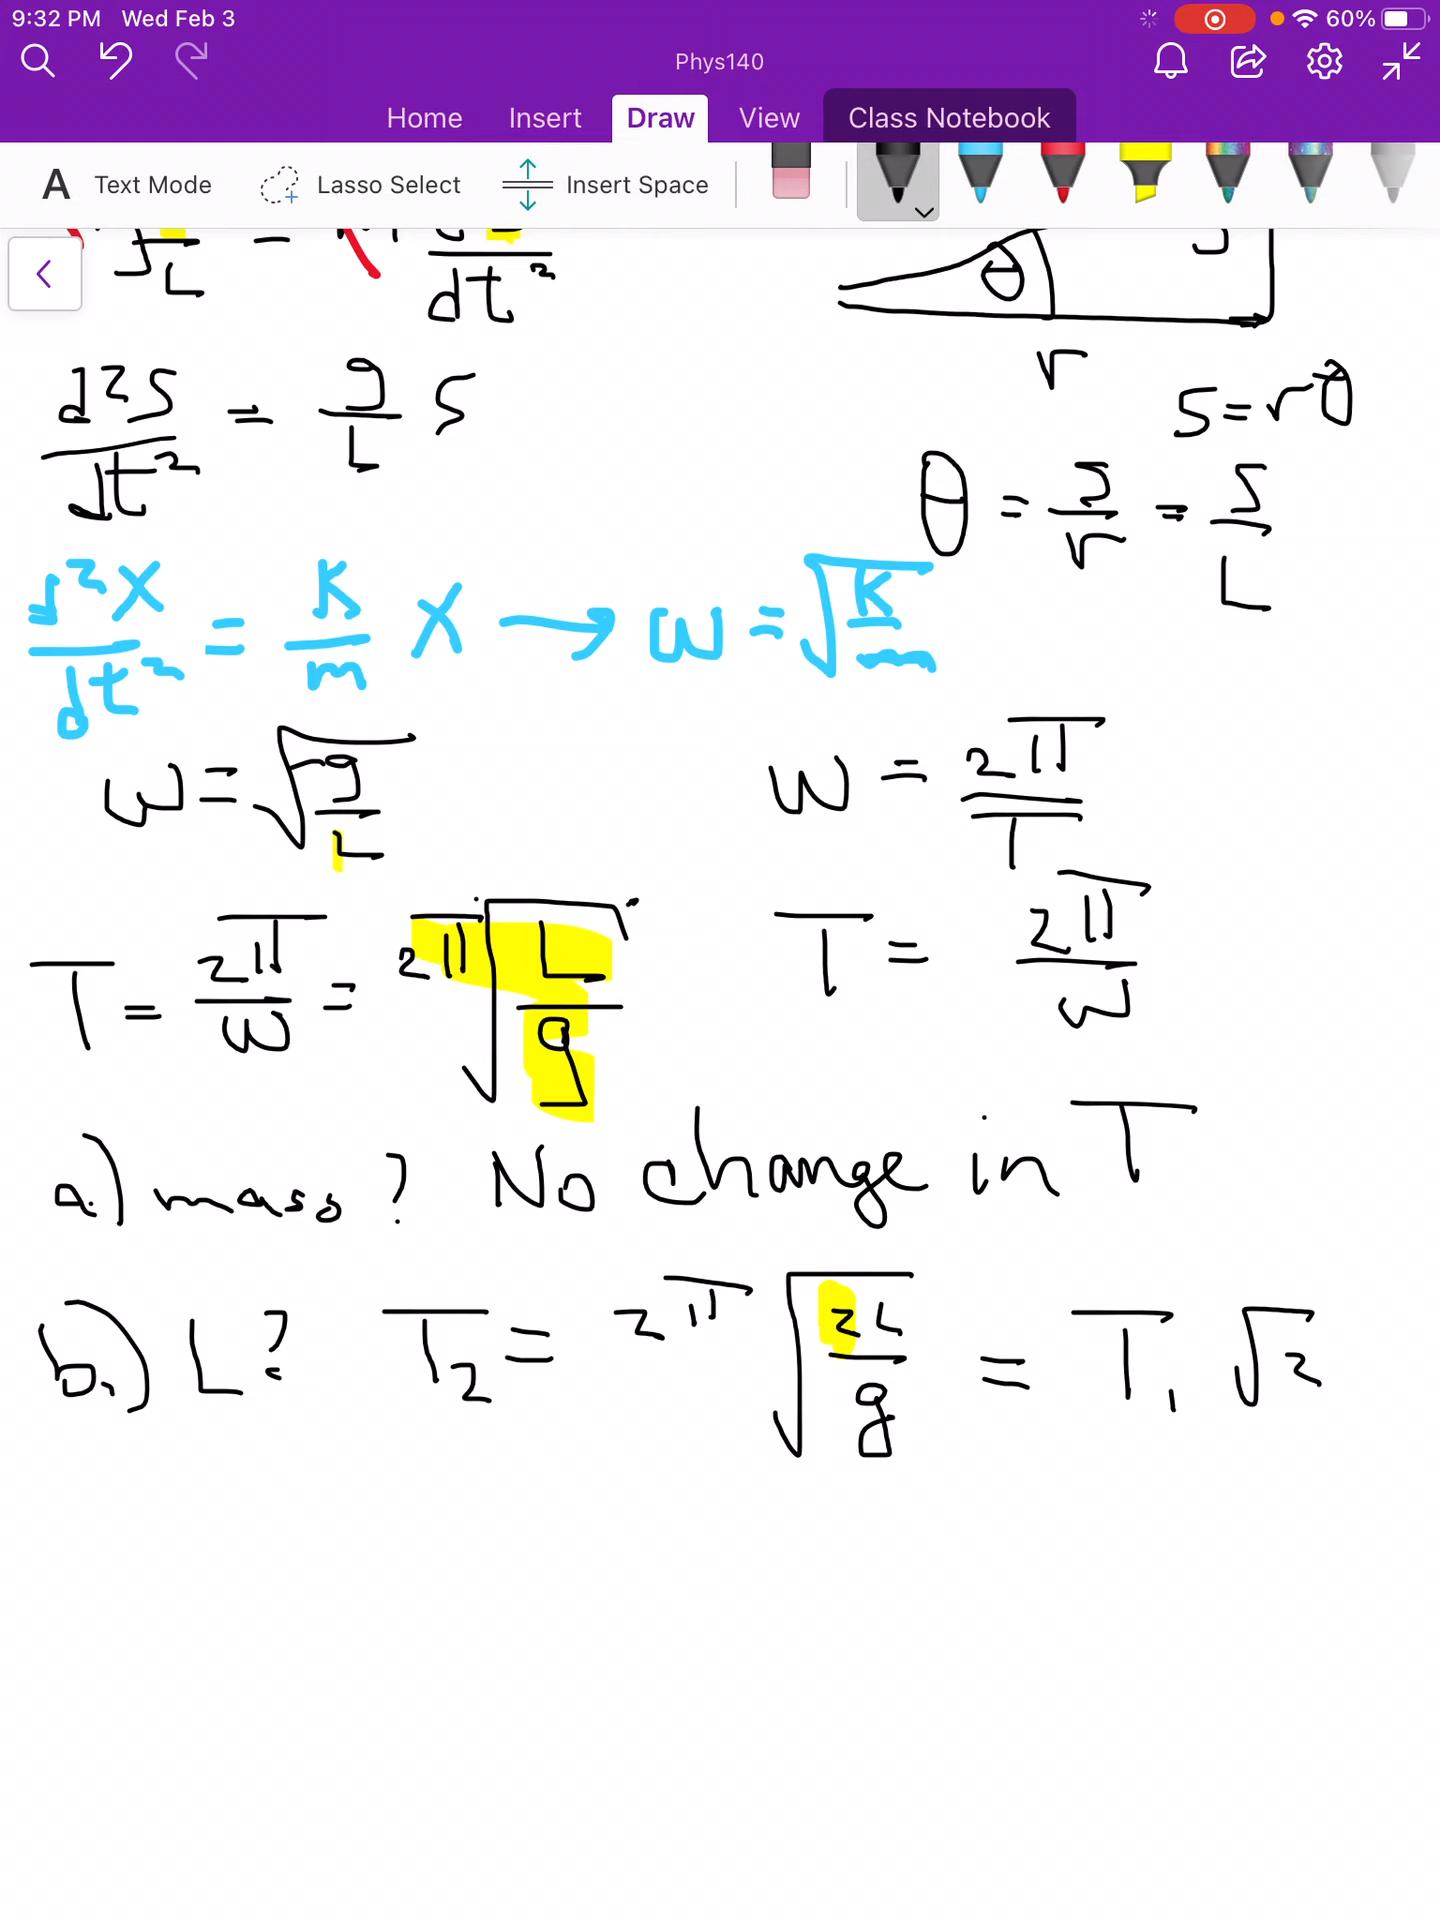 9:32 PM Wed Feb 3 60%
Phys140
Home Insert Draw View Class Notebook
A Text Mode Lasso Select Insert Space
L = dt²
θ
r
d²S/dt² = g/L S
S = rθ
θ = S/r = S/L
d²X/dt² = K/m X → ω = √(K/m)
ω = √(g/L)
ω = 2π/T
T = 2π/ω = 2π√(L/g)
T = 2π/ω
a.) mass? No change in T
b.) L? T₂ = 2π√(2L/g) = T₁√2